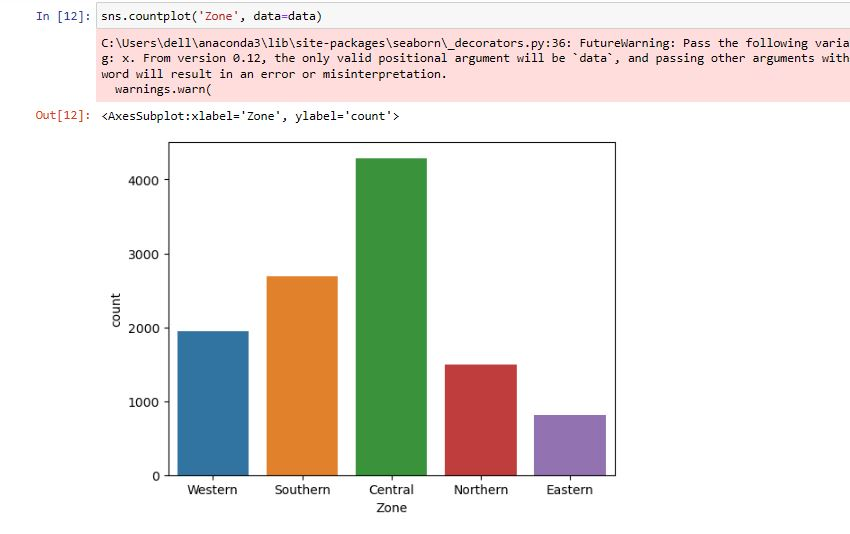 In [12]: sns.countplot('Zone', data=data)
C:\Users\dell\anaconda3\lib\site-packages\seaborn\_decorators.py:36: FutureWarning: Pass the following varia
g: x. From version 0.12, the only valid positional argument will be `data`, and passing other arguments with
word will result in an error or misinterpretation.
warnings.warn(
Out[12]: <AxesSubplot:xlabel='Zone', ylabel='count'>
4000
3000
2000
1000
0
count
Western Southern Central Northern Eastern
Zone